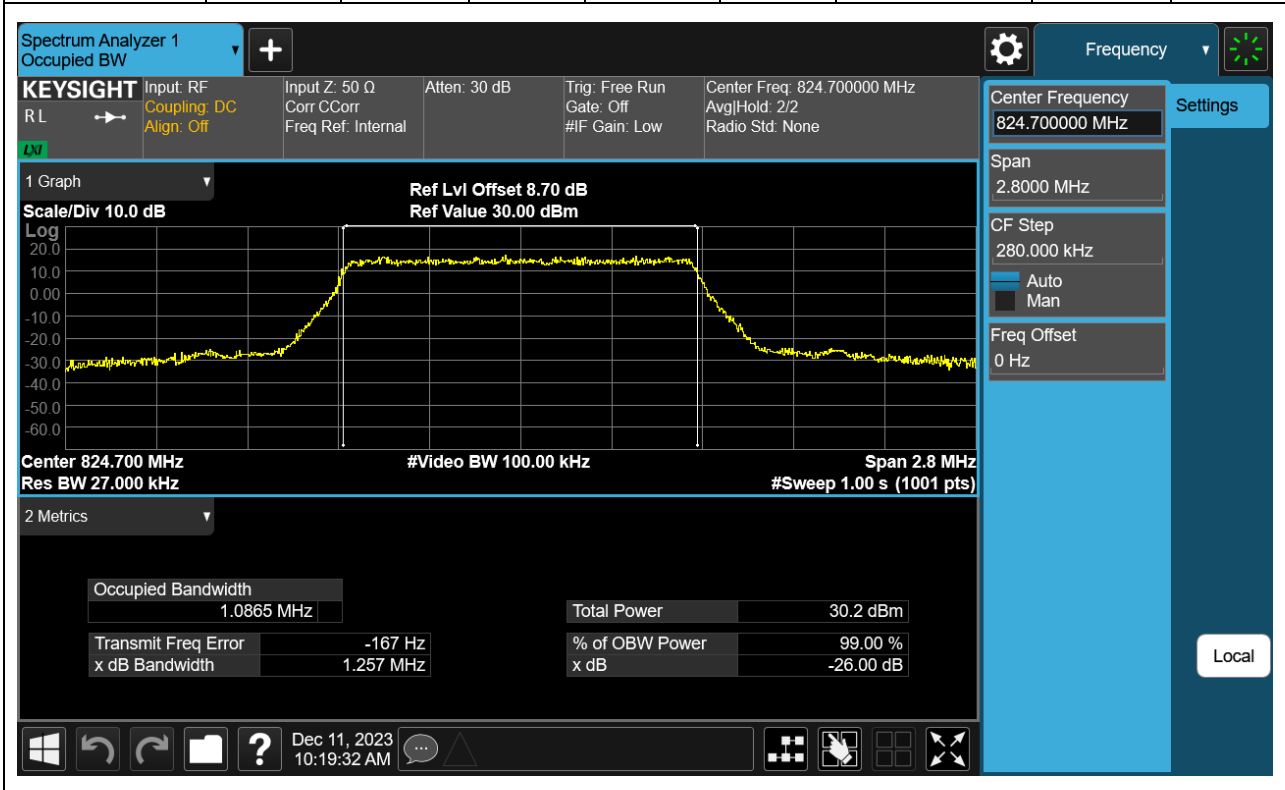 Spectrum Analyzer 1
Occupied BW
Frequency
KEYSIGHT
R L
LXI
Input: RF
Coupling: DC
Align: Off
Input Z: 50 Ω
Corr CCorr
Freq Ref: Internal
Atten: 30 dB
Trig: Free Run
Gate: Off
#IF Gain: Low
Center Freq: 824.700000 MHz
Avg|Hold: 2/2
Radio Std: None
Center Frequency
824.700000 MHz
Settings
Span
2.8000 MHz
CF Step
280.000 kHz
Auto
Man
Freq Offset
0 Hz
Local
1 Graph
Scale/Div 10.0 dB
Ref Lvl Offset 8.70 dB
Ref Value 30.00 dBm
Log
20.0
10.0
0.00
-10.0
-20.0
-30.0
-40.0
-50.0
-60.0
Center 824.700 MHz
#Video BW 100.00 kHz
Span 2.8 MHz
Res BW 27.000 kHz
#Sweep 1.00 s (1001 pts)
2 Metrics
Occupied Bandwidth
1.0865 MHz
Total Power 30.2 dBm
Transmit Freq Error -167 Hz
% of OBW Power 99.00 %
x dB Bandwidth 1.257 MHz
x dB -26.00 dB
?
Dec 11, 2023
10:19:32 AM